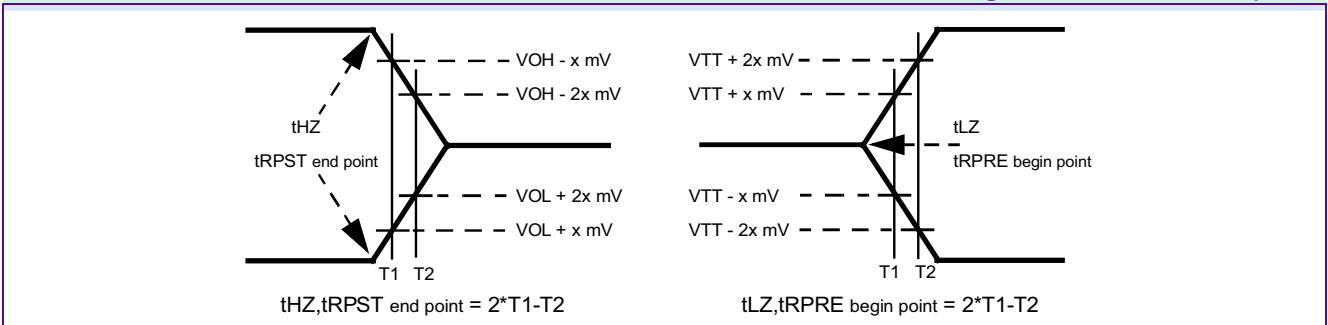 VOH - x mV
VOH - 2x mV
tHZ
tRPST end point
VOL + 2x mV
VOL + x mV
T1 T2
tHZ,tRPST end point = 2*T1-T2
VTT + 2x mV
VTT + x mV
tLZ
tRPRE begin point
VTT - x mV
VTT - 2x mV
T1 T2
tLZ,tRPRE begin point = 2*T1-T2